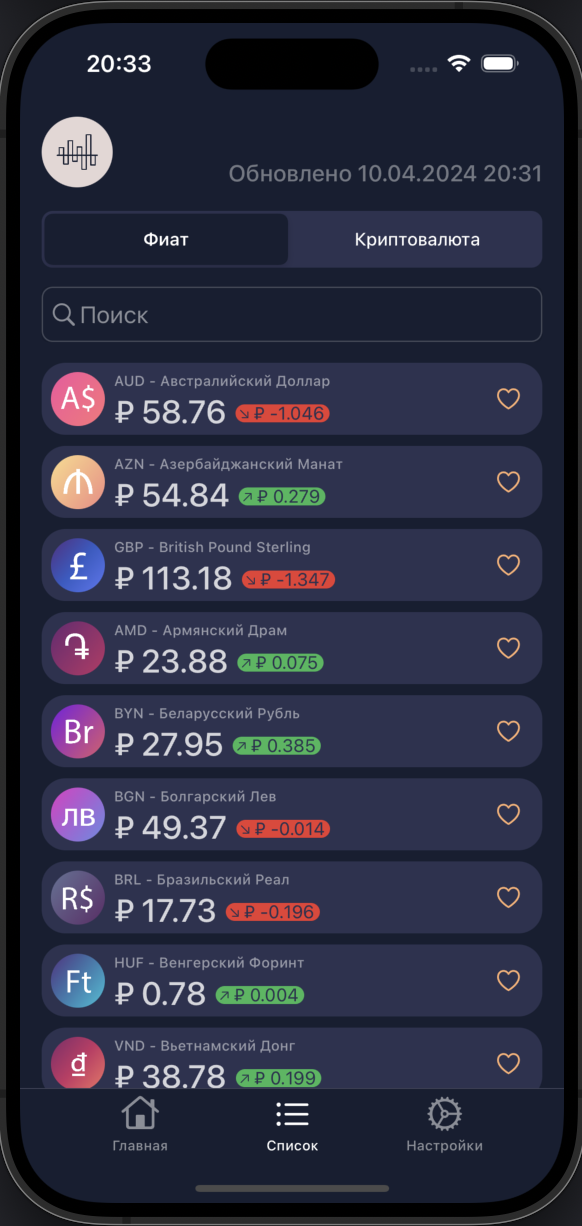 20:33
Обновлено 10.04.2024 20:31
Фиат
Криптовалюта
Поиск
A$
AUD - Австралийский Доллар
₽ 58.76 ↘ ₽ -1.046
₼
AZN - Азербайджанский Манат
₽ 54.84 ↗ ₽ 0.279
£
GBP - British Pound Sterling
₽ 113.18 ↘ ₽ -1.347
֏
AMD - Армянский Драм
₽ 23.88 ↗ ₽ 0.075
Br
BYN - Беларусский Рубль
₽ 27.95 ↗ ₽ 0.385
лв
BGN - Болгарский Лев
₽ 49.37 ↘ ₽ -0.014
R$
BRL - Бразильский Реал
₽ 17.73 ↘ ₽ -0.196
Ft
HUF - Венгерский Форинт
₽ 0.78 ↗ ₽ 0.004
₫
VND - Вьетнамский Донг
₽ 38.78 ↗ ₽ 0.199
Главная
Список
Настройки